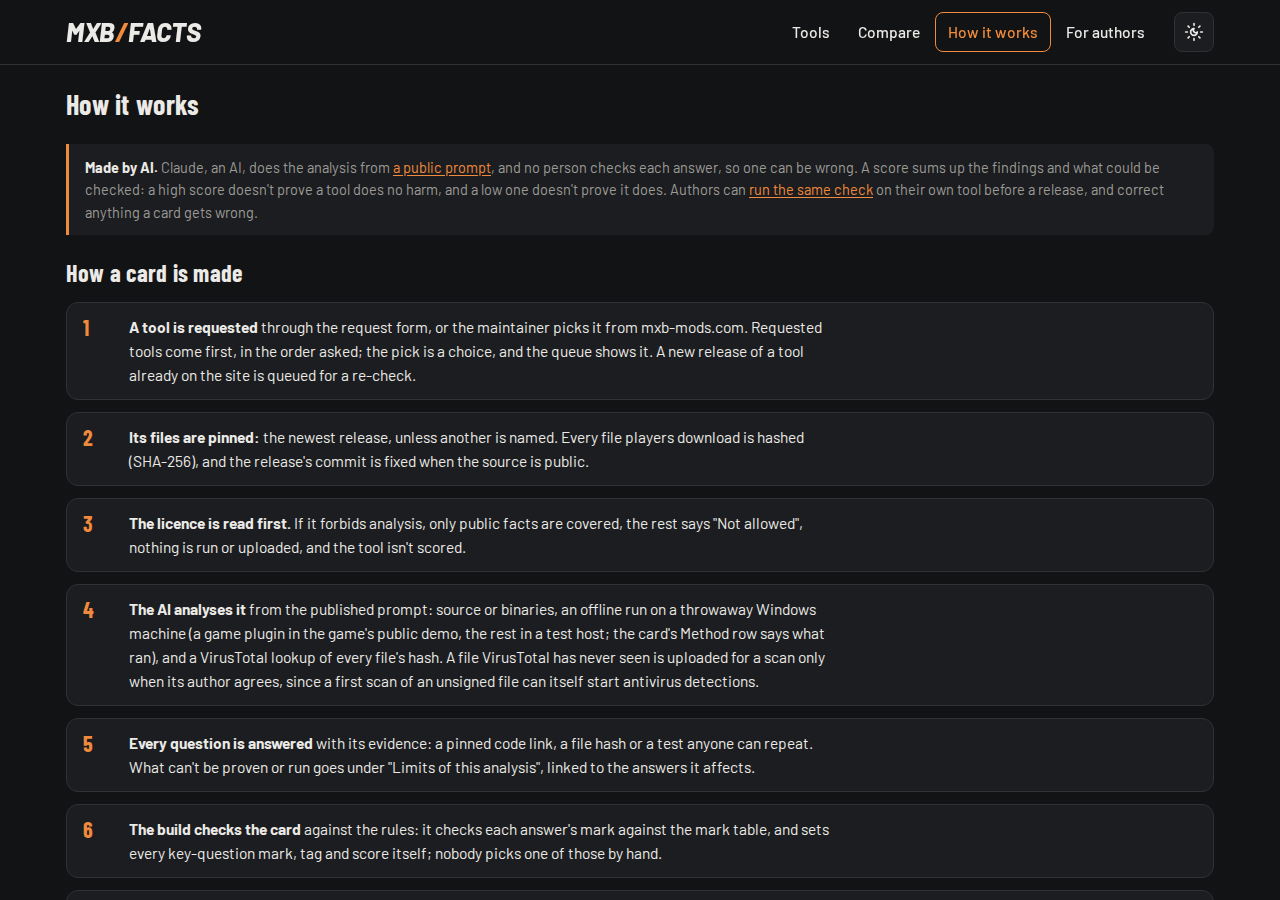 MXB/FACTS
Tools
Compare
How it works
For authors
How it works
Made by AI. Claude, an AI, does the analysis from a public prompt, and no person checks each answer, so one can be wrong. A score sums up the findings and what could be
checked: a high score doesn't prove a tool does no harm, and a low one doesn't prove it does. Authors can run the same check on their own tool before a release, and correct
anything a card gets wrong.
How a card is made
1
A tool is requested through the request form, or the maintainer picks it from mxb-mods.com. Requested
tools come first, in the order asked; the pick is a choice, and the queue shows it. A new release of a tool
already on the site is queued for a re-check.
2
Its files are pinned: the newest release, unless another is named. Every file players download is hashed
(SHA-256), and the release's commit is fixed when the source is public.
3
The licence is read first. If it forbids analysis, only public facts are covered, the rest says "Not allowed",
nothing is run or uploaded, and the tool isn't scored.
4
The AI analyses it from the published prompt: source or binaries, an offline run on a throwaway Windows
machine (a game plugin in the game's public demo, the rest in a test host; the card's Method row says what
ran), and a VirusTotal lookup of every file's hash. A file VirusTotal has never seen is uploaded for a scan only
when its author agrees, since a first scan of an unsigned file can itself start antivirus detections.
5
Every question is answered with its evidence: a pinned code link, a file hash or a test anyone can repeat.
What can't be proven or run goes under "Limits of this analysis", linked to the answers it affects.
6
The build checks the card against the rules: it checks each answer's mark against the mark table, and sets
every key-question mark, tag and score itself; nobody picks one of those by hand.